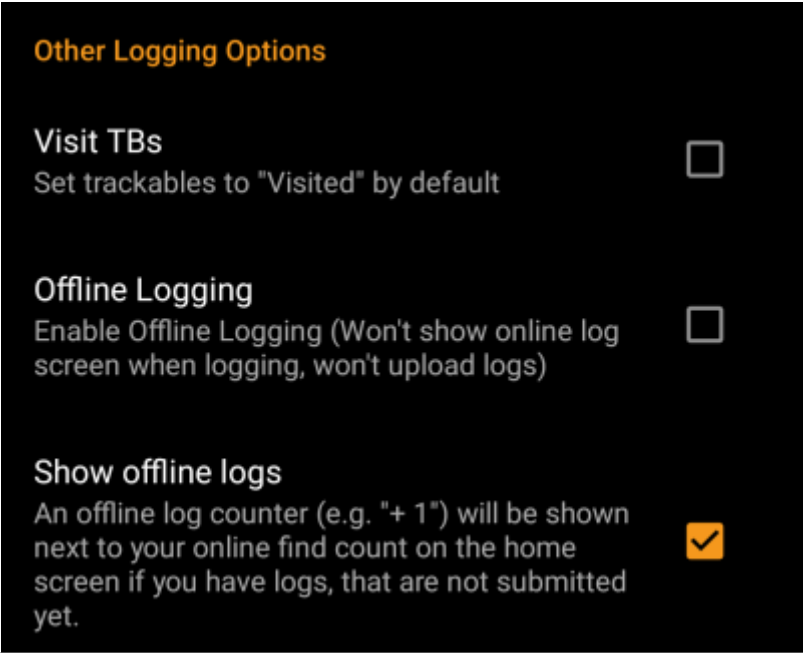 Other Logging Options
Visit TBs
Set trackables to "Visited" by default
Offline Logging
Enable Offline Logging (Won't show online log
screen when logging, won't upload logs)
Show offline logs
An offline log counter (e.g. "+ 1") will be shown
next to your online find count on the home
screen if you have logs, that are not submitted
yet.